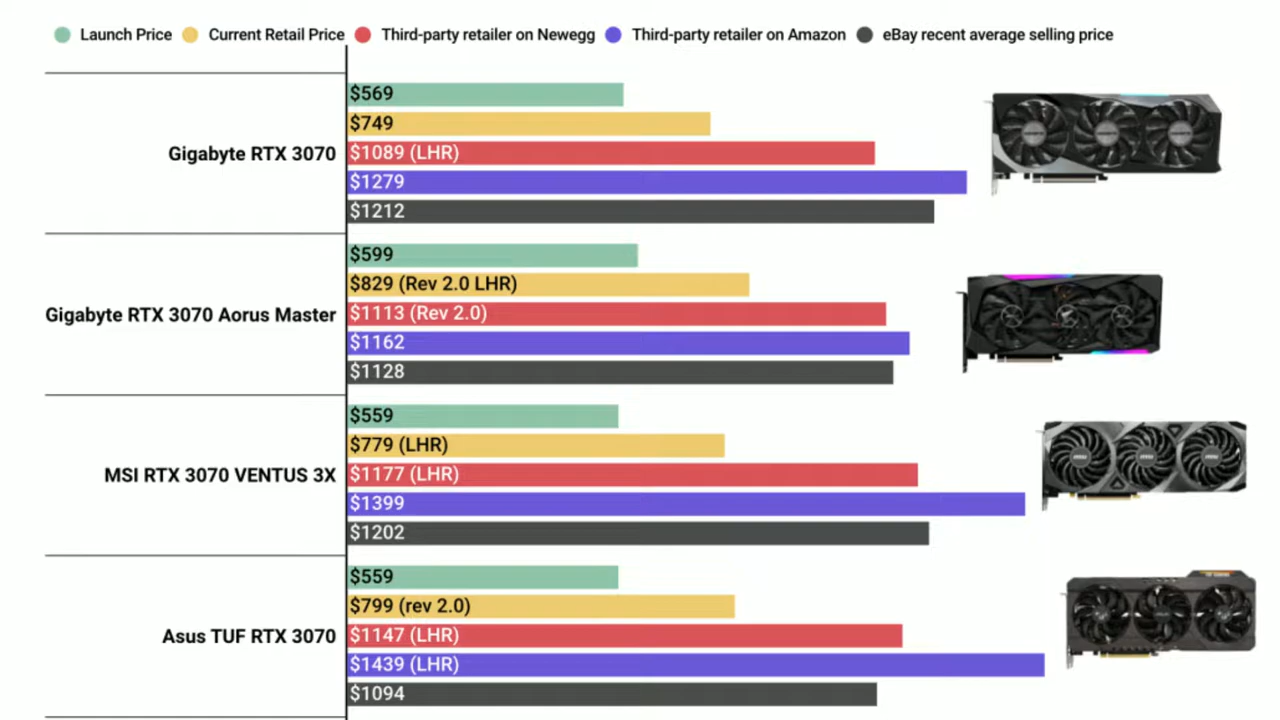 Launch Price Current Retail Price Third-party retailer on Newegg Third-party retailer on Amazon eBay recent average selling price
Gigabyte RTX 3070
$569
$749
$1089 (LHR)
$1279
$1212
Gigabyte RTX 3070 Aorus Master
$599
$829 (Rev 2.0 LHR)
$1113 (Rev 2.0)
$1162
$1128
MSI RTX 3070 VENTUS 3X
$559
$779 (LHR)
$1177 (LHR)
$1399
$1202
Asus TUF RTX 3070
$559
$799 (rev 2.0)
$1147 (LHR)
$1439 (LHR)
$1094